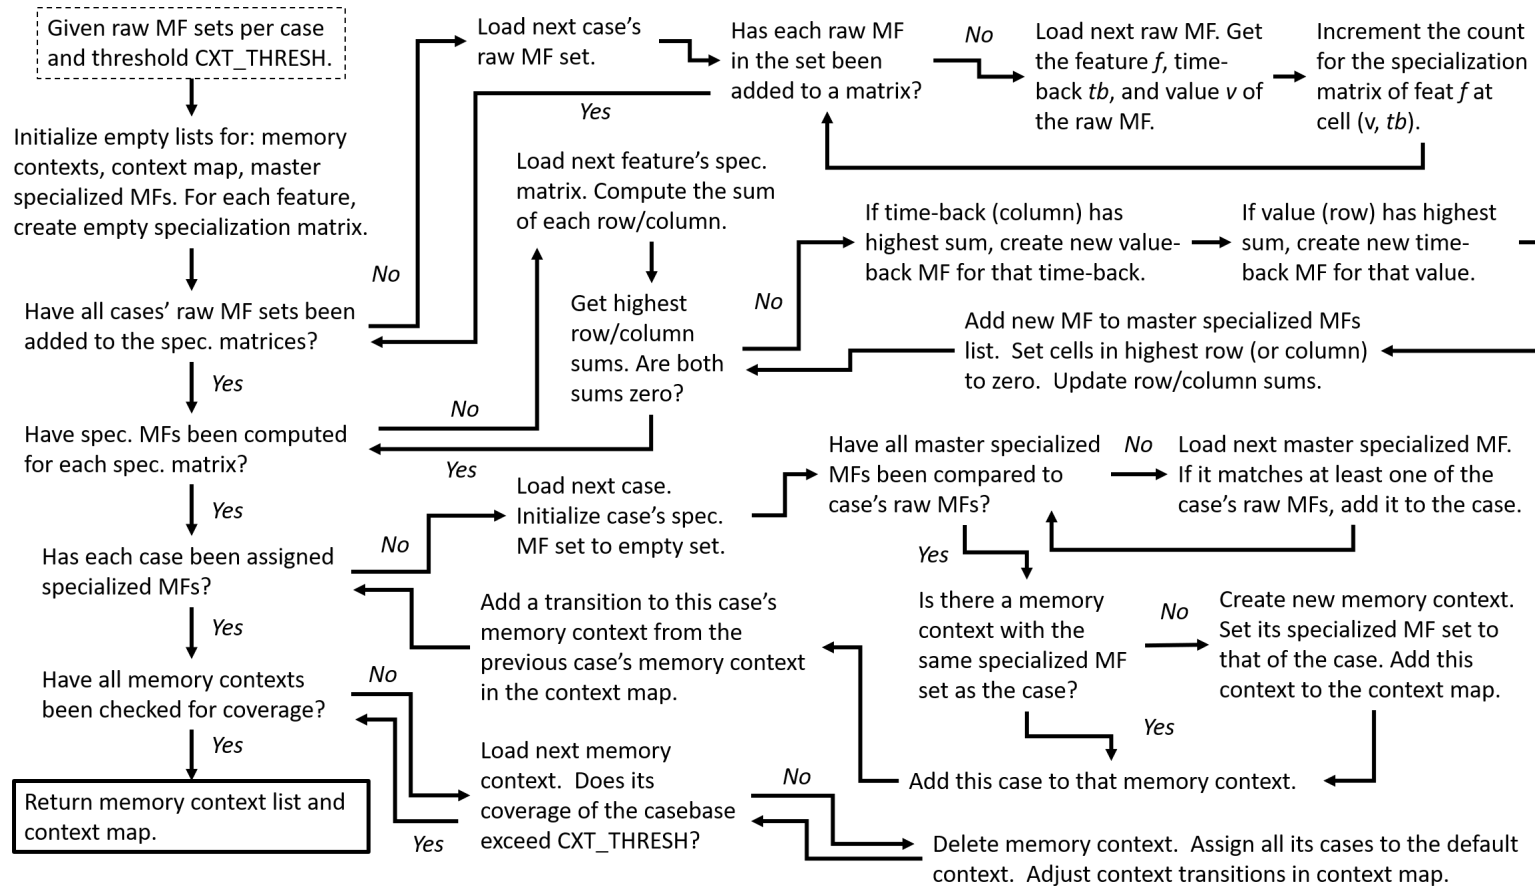 Given raw MF sets per case
and threshold CXT_THRESH.
Initialize empty lists for: memory
contexts, context map, master
specialized MFs. For each feature,
create empty specialization matrix.
Have all cases' raw MF sets been
added to the spec. matrices?
No
Yes
Load next case's
raw MF set.
Has each raw MF
in the set been
added to a matrix?
No
Yes
Load next raw MF. Get
the feature f, time-
back tb, and value v of
the raw MF.
Increment the count
for the specialization
matrix of feat f at
cell (v, tb).
Have spec. MFs been computed
for each spec. matrix?
No
Yes
Load next feature's spec.
matrix. Compute the sum
of each row/column.
Get highest
row/column
sums. Are both
sums zero?
No
Yes
If time-back (column) has
highest sum, create new value-
back MF for that time-back.
If value (row) has highest
sum, create new time-
back MF for that value.
Add new MF to master specialized MFs
list.  Set cells in highest row (or column)
to zero.  Update row/column sums.
Has each case been assigned
specialized MFs?
No
Yes
Load next case.
Initialize case's spec.
MF set to empty set.
Have all master specialized
MFs been compared to
case's raw MFs?
No
Yes
Load next master specialized MF.
If it matches at least one of the
case's raw MFs, add it to the case.
Is there a memory
context with the
same specialized MF
set as the case?
No
Yes
Create new memory context.
Set its specialized MF set to
that of the case. Add this
context to the context map.
Add this case to that memory context.
Add a transition to this case's
memory context from the
previous case's memory context
in the context map.
Have all memory contexts
been checked for coverage?
No
Yes
Load next memory
context.  Does its
coverage of the casebase
exceed CXT_THRESH?
No
Yes
Delete memory context.  Assign all its cases to the default
context.  Adjust context transitions in context map.
Return memory context list and
context map.